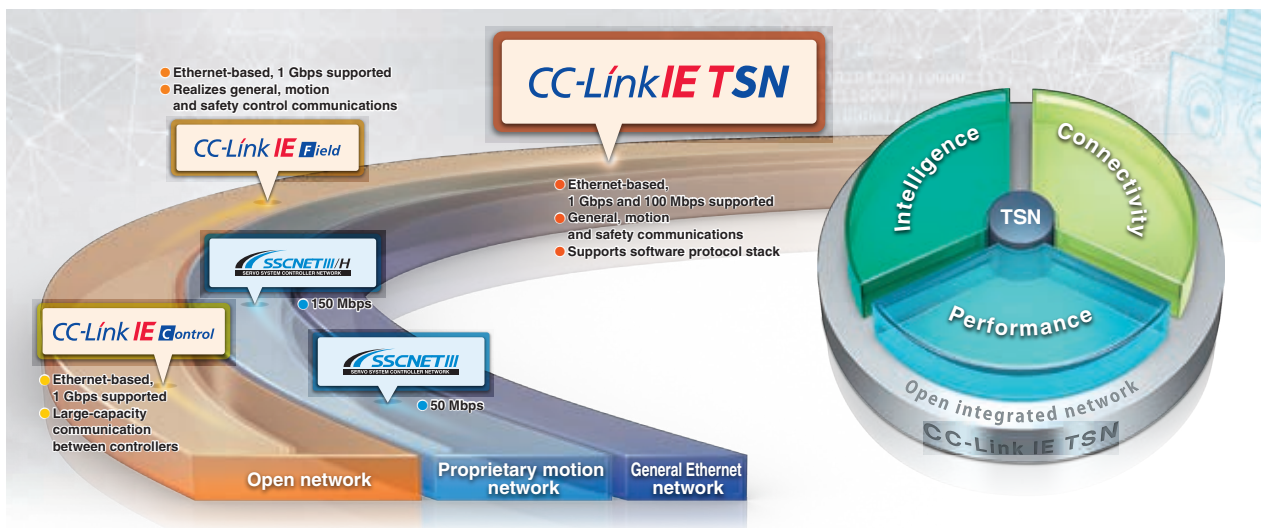 Ethernet-based, 1 Gbps supported
Realizes general, motion
and safety control communications
CC-Link IE Field
CC-Link IE TSN
Ethernet-based,
1 Gbps and 100 Mbps supported
General, motion
and safety communications
Supports software protocol stack
SSCNETIII/H
SERVO SYSTEM CONTROLLER NETWORK
150 Mbps
CC-Link IE Control
Ethernet-based,
1 Gbps supported
Large-capacity
communication
between controllers
SSCNETIII
SERVO SYSTEM CONTROLLER NETWORK
50 Mbps
Open network
Proprietary motion
network
General Ethernet
network
Intelligence
Connectivity
TSN
Performance
Open integrated network
CC-Link IE TSN